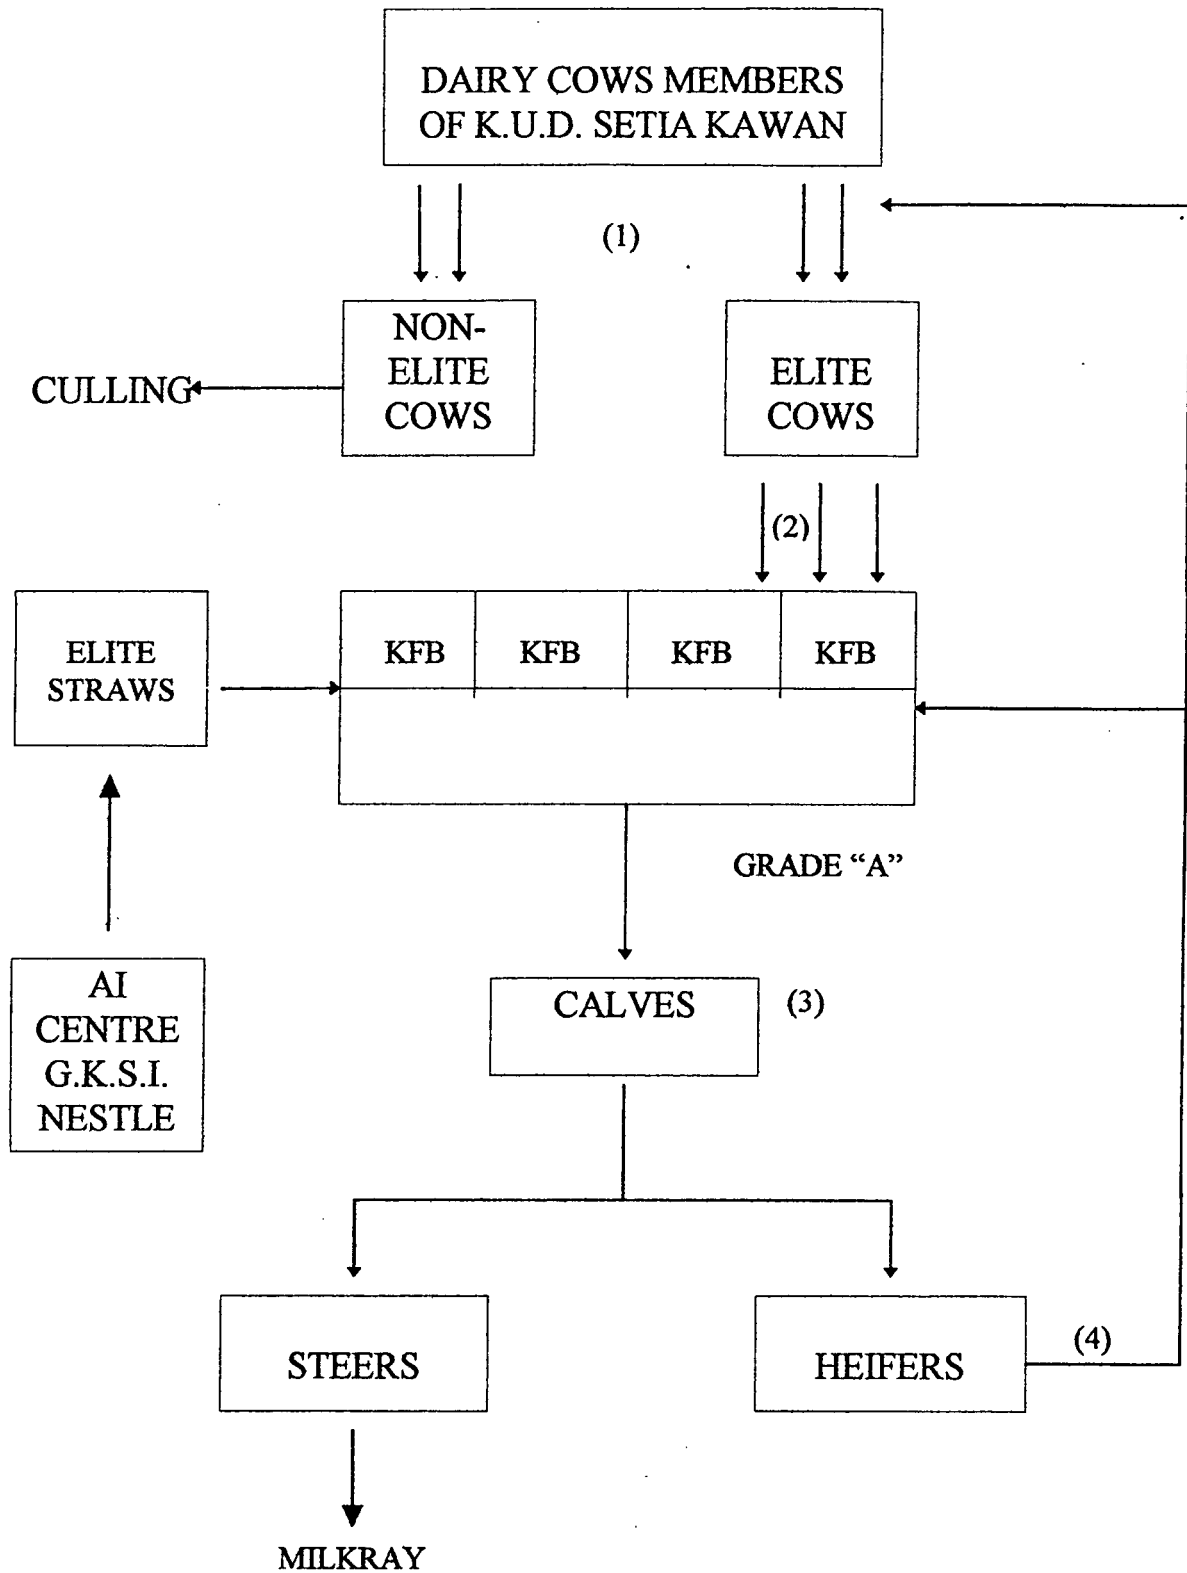 DAIRY COWS MEMBERS
OF K.U.D. SETIA KAWAN
(1)
NON-
ELITE
COWS
ELITE
COWS
CULLING
(2)
ELITE
STRAWS
KFB
KFB
KFB
KFB
GRADE “A”
AI
CENTRE
G.K.S.I.
NESTLE
CALVES
(3)
STEERS
HEIFERS
(4)
MILKRAY